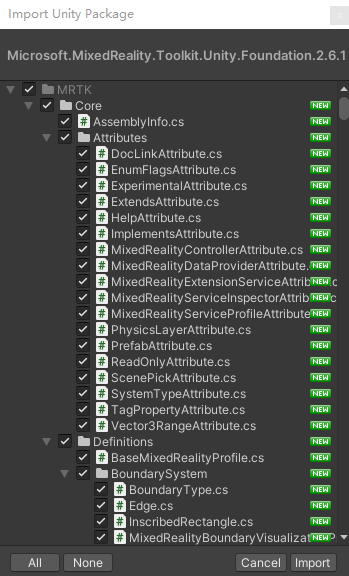 Import Unity Package
x
Microsoft.MixedReality.Toolkit.Unity.Foundation.2.6.1
MRTK
Core NEW
# AssemblyInfo.cs NEW
Attributes NEW
# DocLinkAttribute.cs NEW
# EnumFlagsAttribute.cs NEW
# ExperimentalAttribute.cs NEW
# ExtendsAttribute.cs NEW
# HelpAttribute.cs NEW
# ImplementsAttribute.cs NEW
# MixedRealityControllerAttribute.cs NEW
# MixedRealityDataProviderAttribute. NEW
# MixedRealityExtensionServiceAttrib NEW
# MixedRealityServiceInspectorAttrib NEW
# MixedRealityServiceProfileAttribute NEW
# PhysicsLayerAttribute.cs NEW
# PrefabAttribute.cs NEW
# ReadOnlyAttribute.cs NEW
# ScenePickAttribute.cs NEW
# SystemTypeAttribute.cs NEW
# TagPropertyAttribute.cs NEW
# Vector3RangeAttribute.cs NEW
Definitions NEW
# BaseMixedRealityProfile.cs NEW
BoundarySystem NEW
# BoundaryType.cs NEW
# Edge.cs NEW
# InscribedRectangle.cs NEW
# MixedRealityBoundaryVisualizat NEW
All None Cancel Import